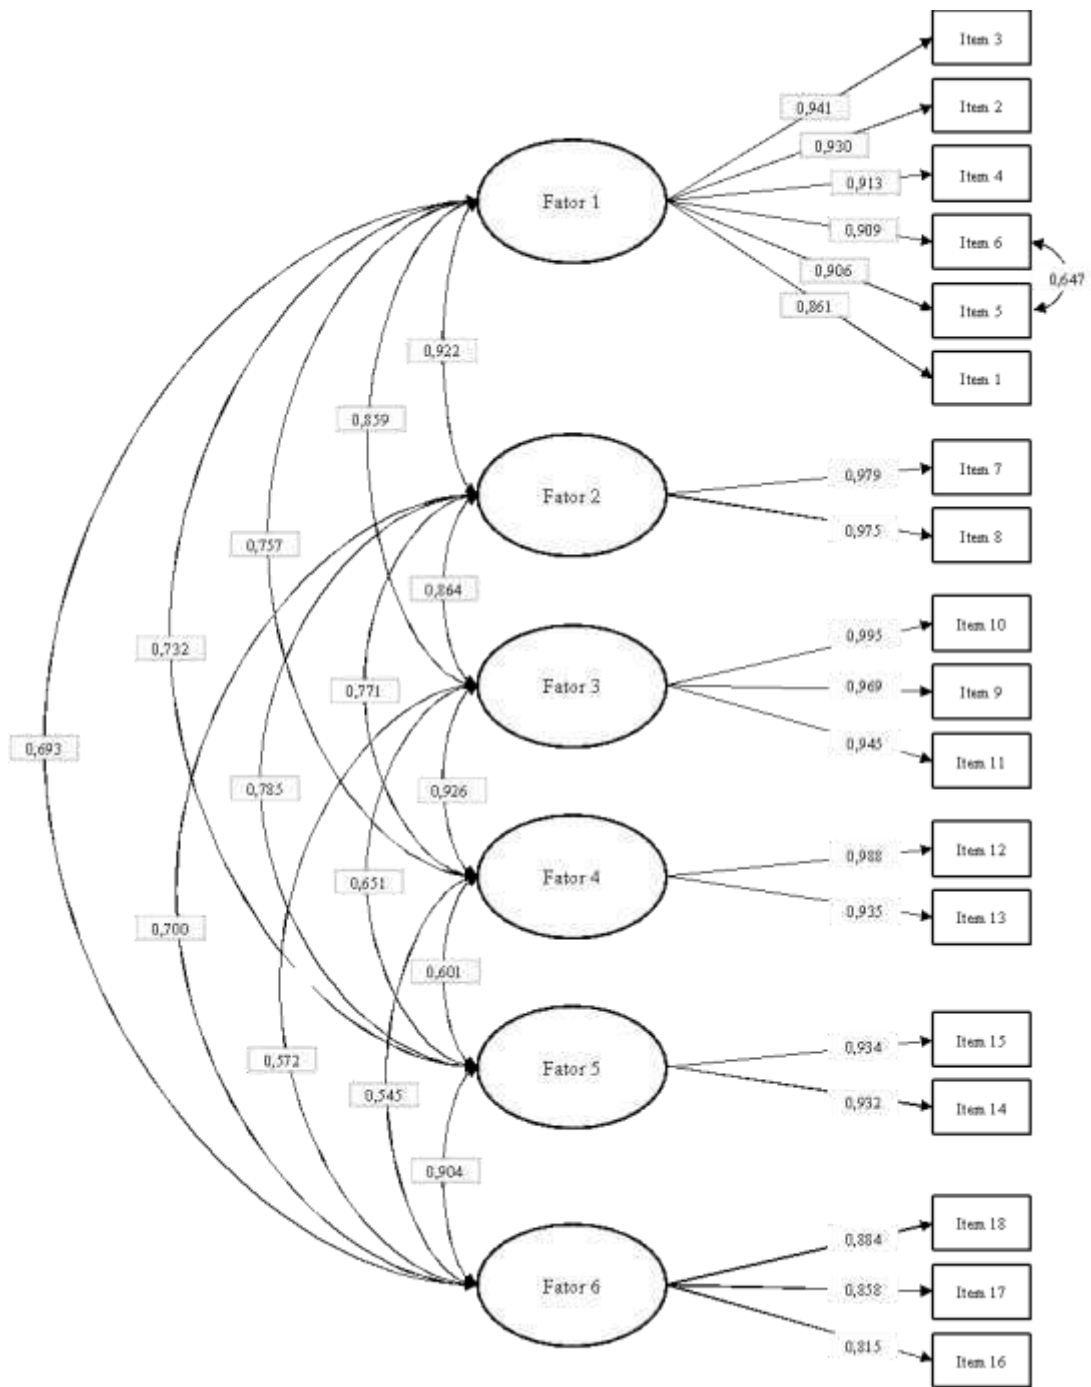 Item 3
0,941
Item 2
0,930
Fator 1
0,913
Item 4
0,909
Item 6
0,906
0,647
0,861
Item 5
0,922
Item 1
0,859
Item 7
0,979
Fator 2
0,975
Item 8
0,757
0,864
Item 10
0,995
0,732
Fator 3
0,969
Item 9
0,771
0,945
0,693
Item 11
0,785
0,926
Item 12
0,988
Fator 4
0,651
0,935
Item 13
0,700
0,601
Item 15
0,934
0,572
Fator 5
0,932
0,545
Item 14
0,904
Item 18
0,884
Fator 6
0,858
Item 17
0,815
Item 16